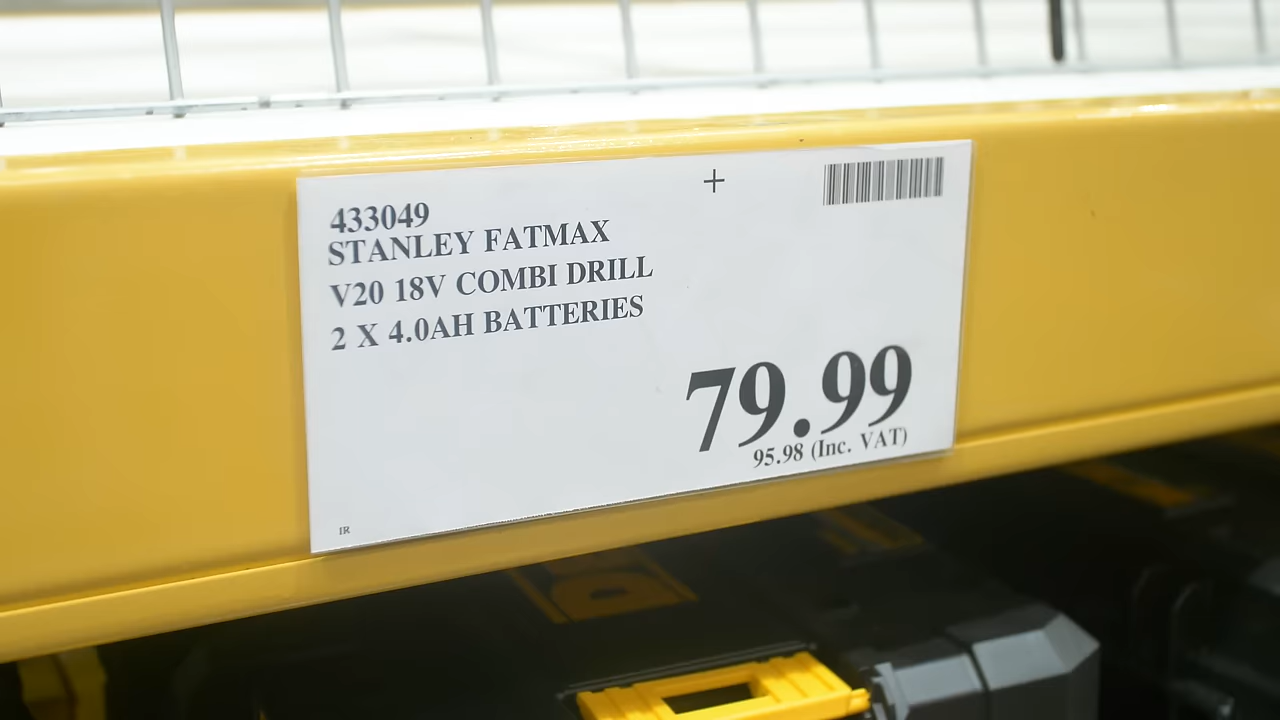 433049
STANLEY FATMAX
V20 18V COMBI DRILL
2 X 4.0AH BATTERIES
79.99
95.98 (Inc. VAT)
IR